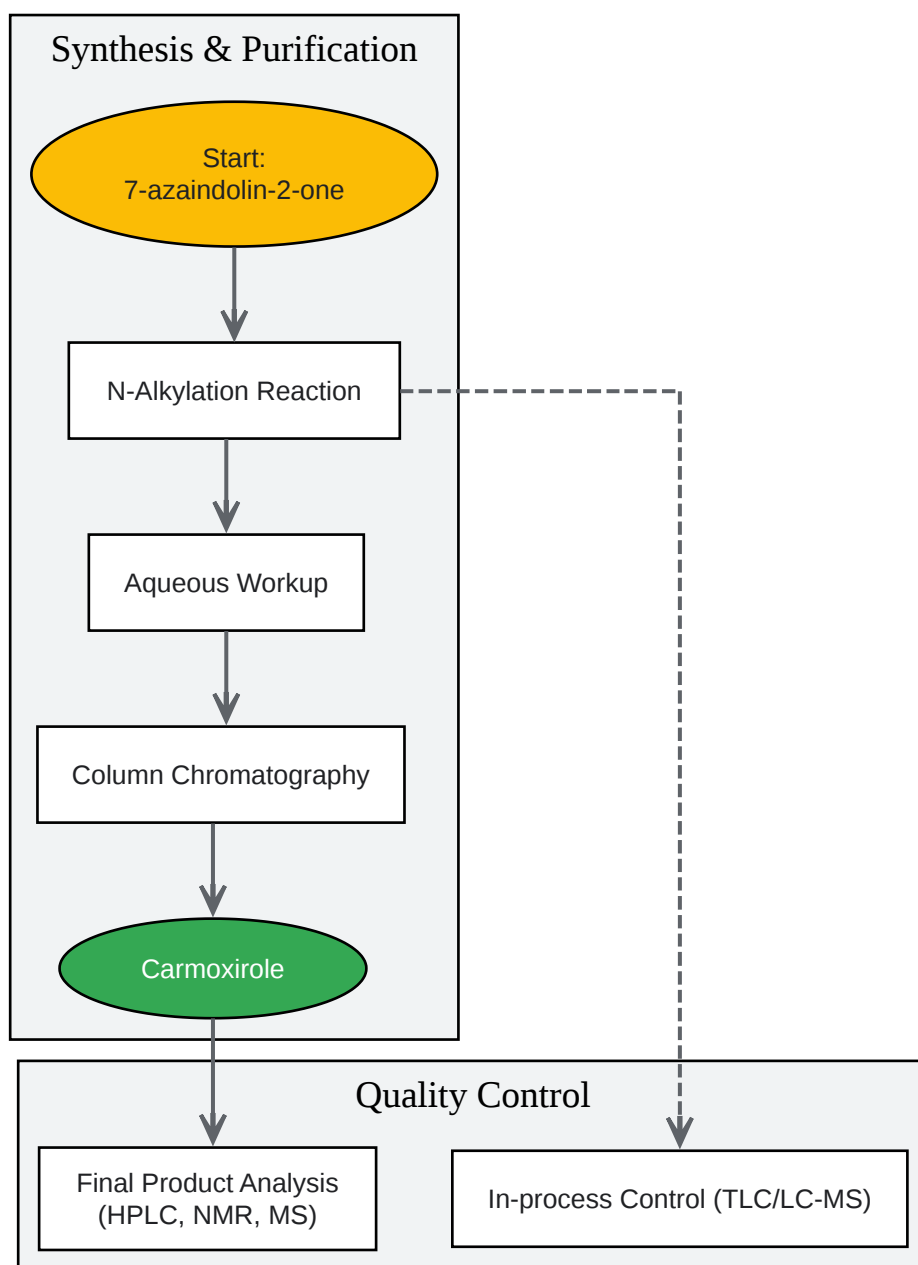 Synthesis & Purification
Start:
7-azaindolin-2-one
N-Alkylation Reaction
Aqueous Workup
Column Chromatography
Carmoxirole
Quality Control
Final Product Analysis
(HPLC, NMR, MS)
In-process Control (TLC/LC-MS)